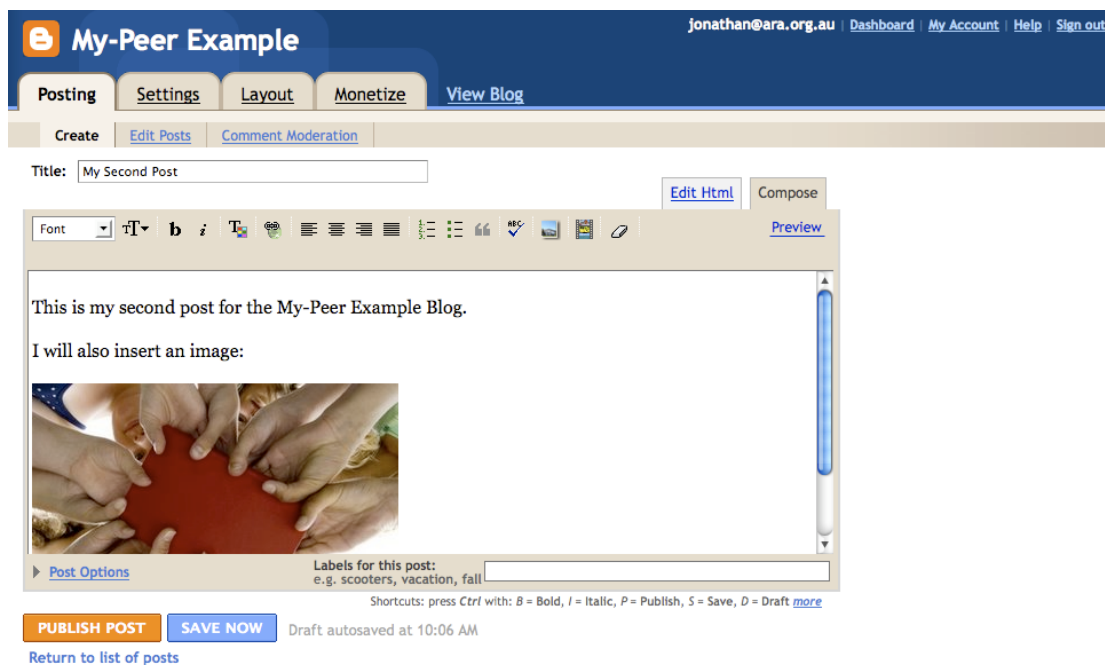 jonathan@ara.org.au | Dashboard | My Account | Help | Sign out
My-Peer Example
Posting Settings Layout Monetize View Blog
Create Edit Posts Comment Moderation
Title: My Second Post
Edit Html Compose
Font Preview
This is my second post for the My-Peer Example Blog.
I will also insert an image:
Post Options
Labels for this post:
e.g. scooters, vacation, fall
Shortcuts: press Ctrl with: B = Bold, I = Italic, P = Publish, S = Save, D = Draft more
PUBLISH POST SAVE NOW Draft autosaved at 10:06 AM
Return to list of posts